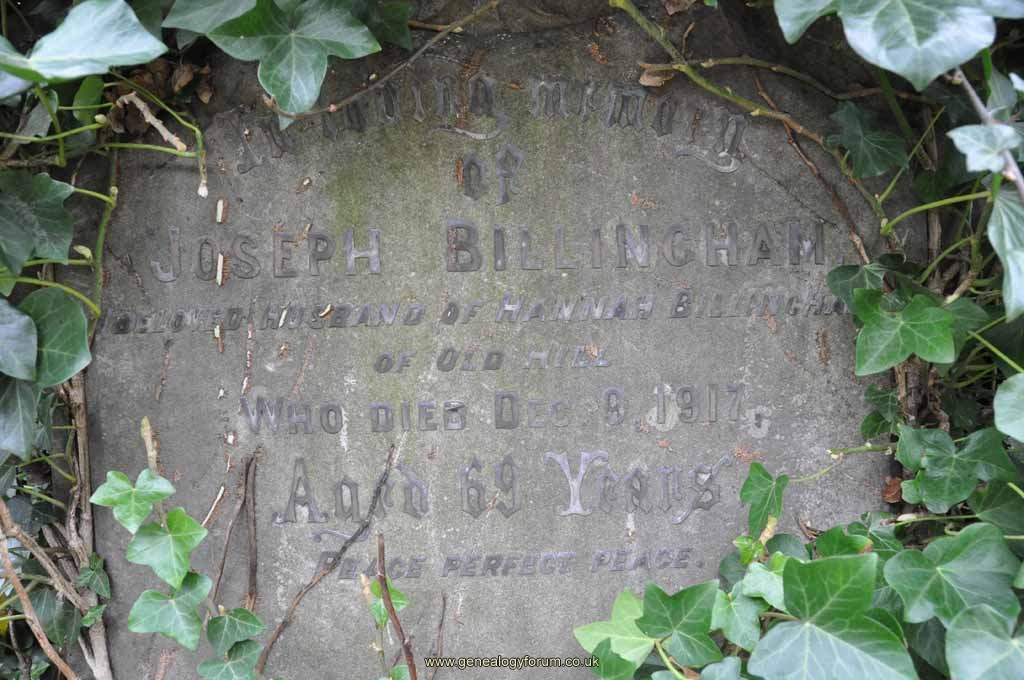 In loving memory
of
JOSEPH BILLINGHAM,
BELOVED HUSBAND OF HANNAH BILLINGHAM
OF OLD HILL
WHO DIED DEC. 8, 1917,
Aged 69 Years
PEACE PERFECT PEACE.
www.genealogyforum.co.uk